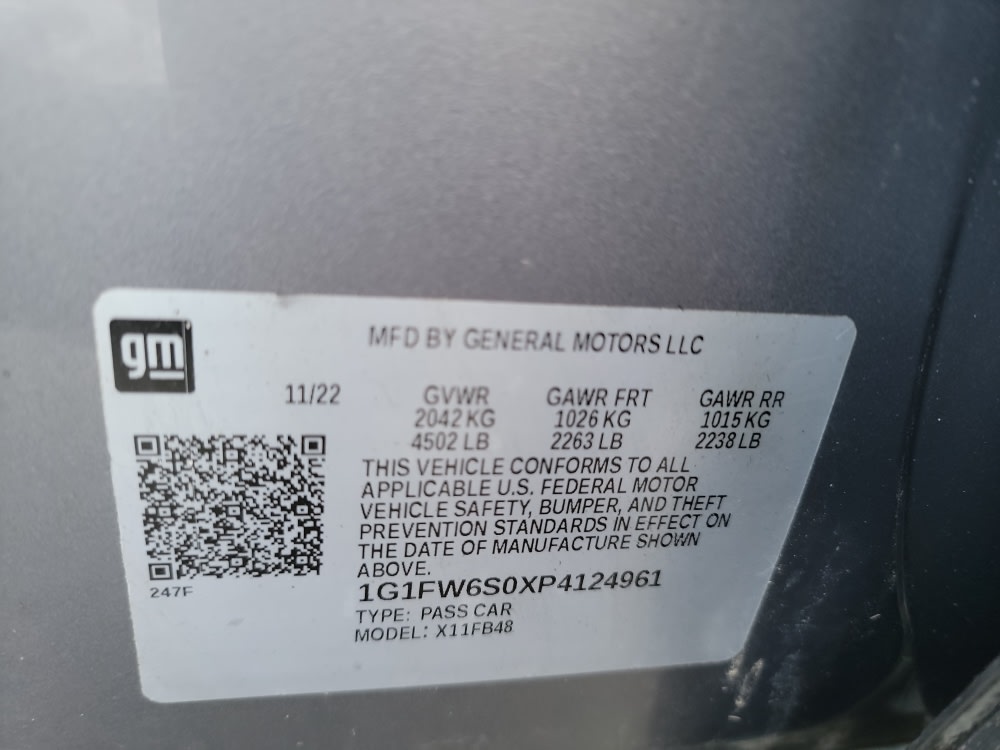 gm
MFD BY GENERAL MOTORS LLC
11/22 GVWR GAWR FRT GAWR RR
2042 KG 1026 KG 1015 KG
4502 LB 2263 LB 2238 LB
THIS VEHICLE CONFORMS TO ALL
APPLICABLE U.S. FEDERAL MOTOR
VEHICLE SAFETY, BUMPER, AND THEFT
PREVENTION STANDARDS IN EFFECT ON
THE DATE OF MANUFACTURE SHOWN
ABOVE.
247F
1G1FW6S0XP4124961
TYPE: PASS CAR
MODEL: X11FB48